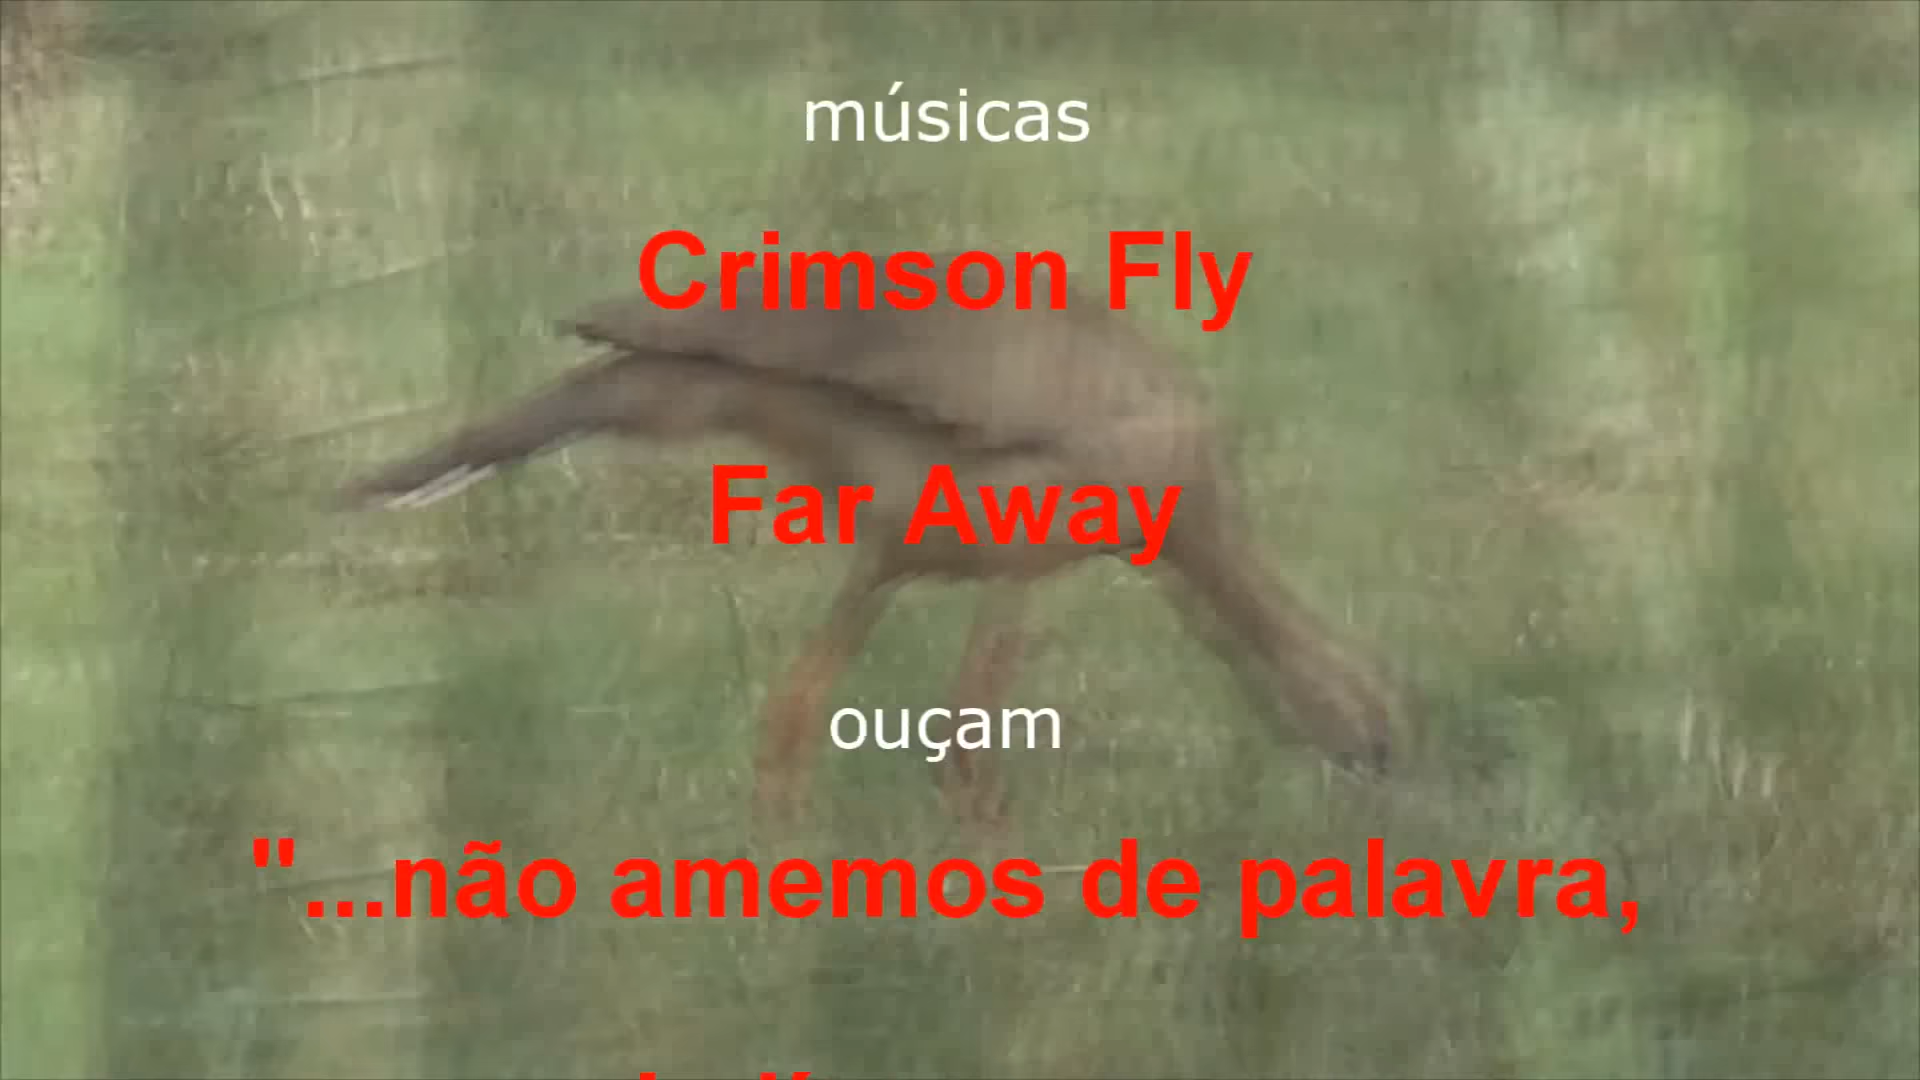 músicas
Crimson Fly
Far Away
ouçam
"...não amemos de palavra,